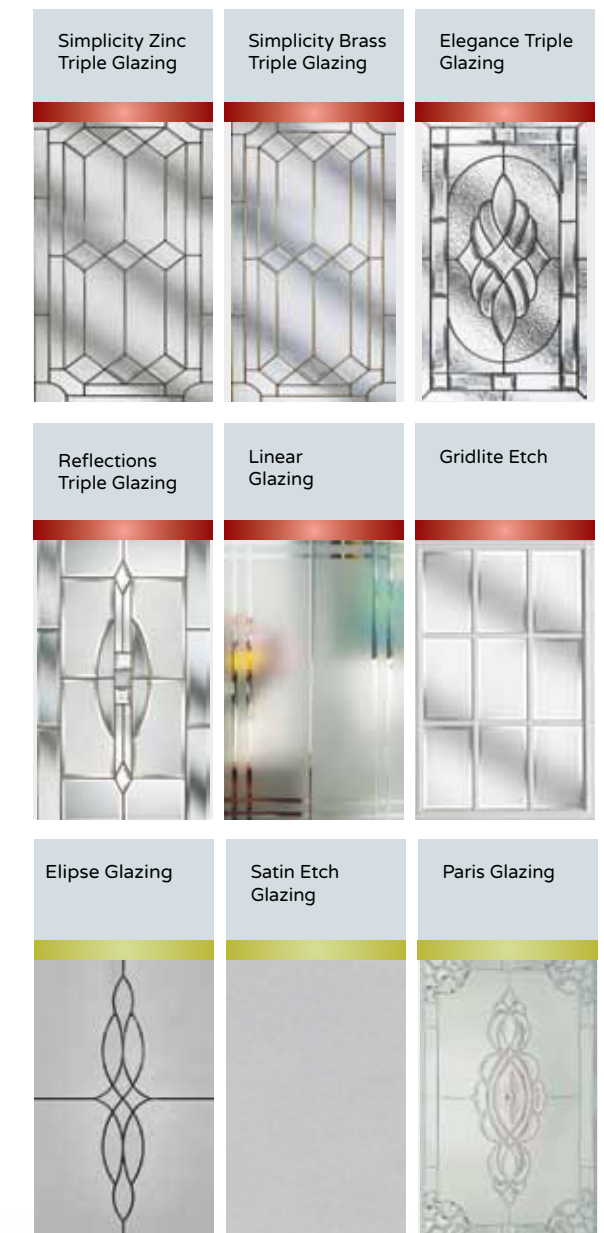 Simplicity Zinc
Triple Glazing
Simplicity Brass
Triple Glazing
Elegance Triple
Glazing
Reflections
Triple Glazing
Linear
Glazing
Gridlite Etch
Elipse Glazing
Satin Etch
Glazing
Paris Glazing